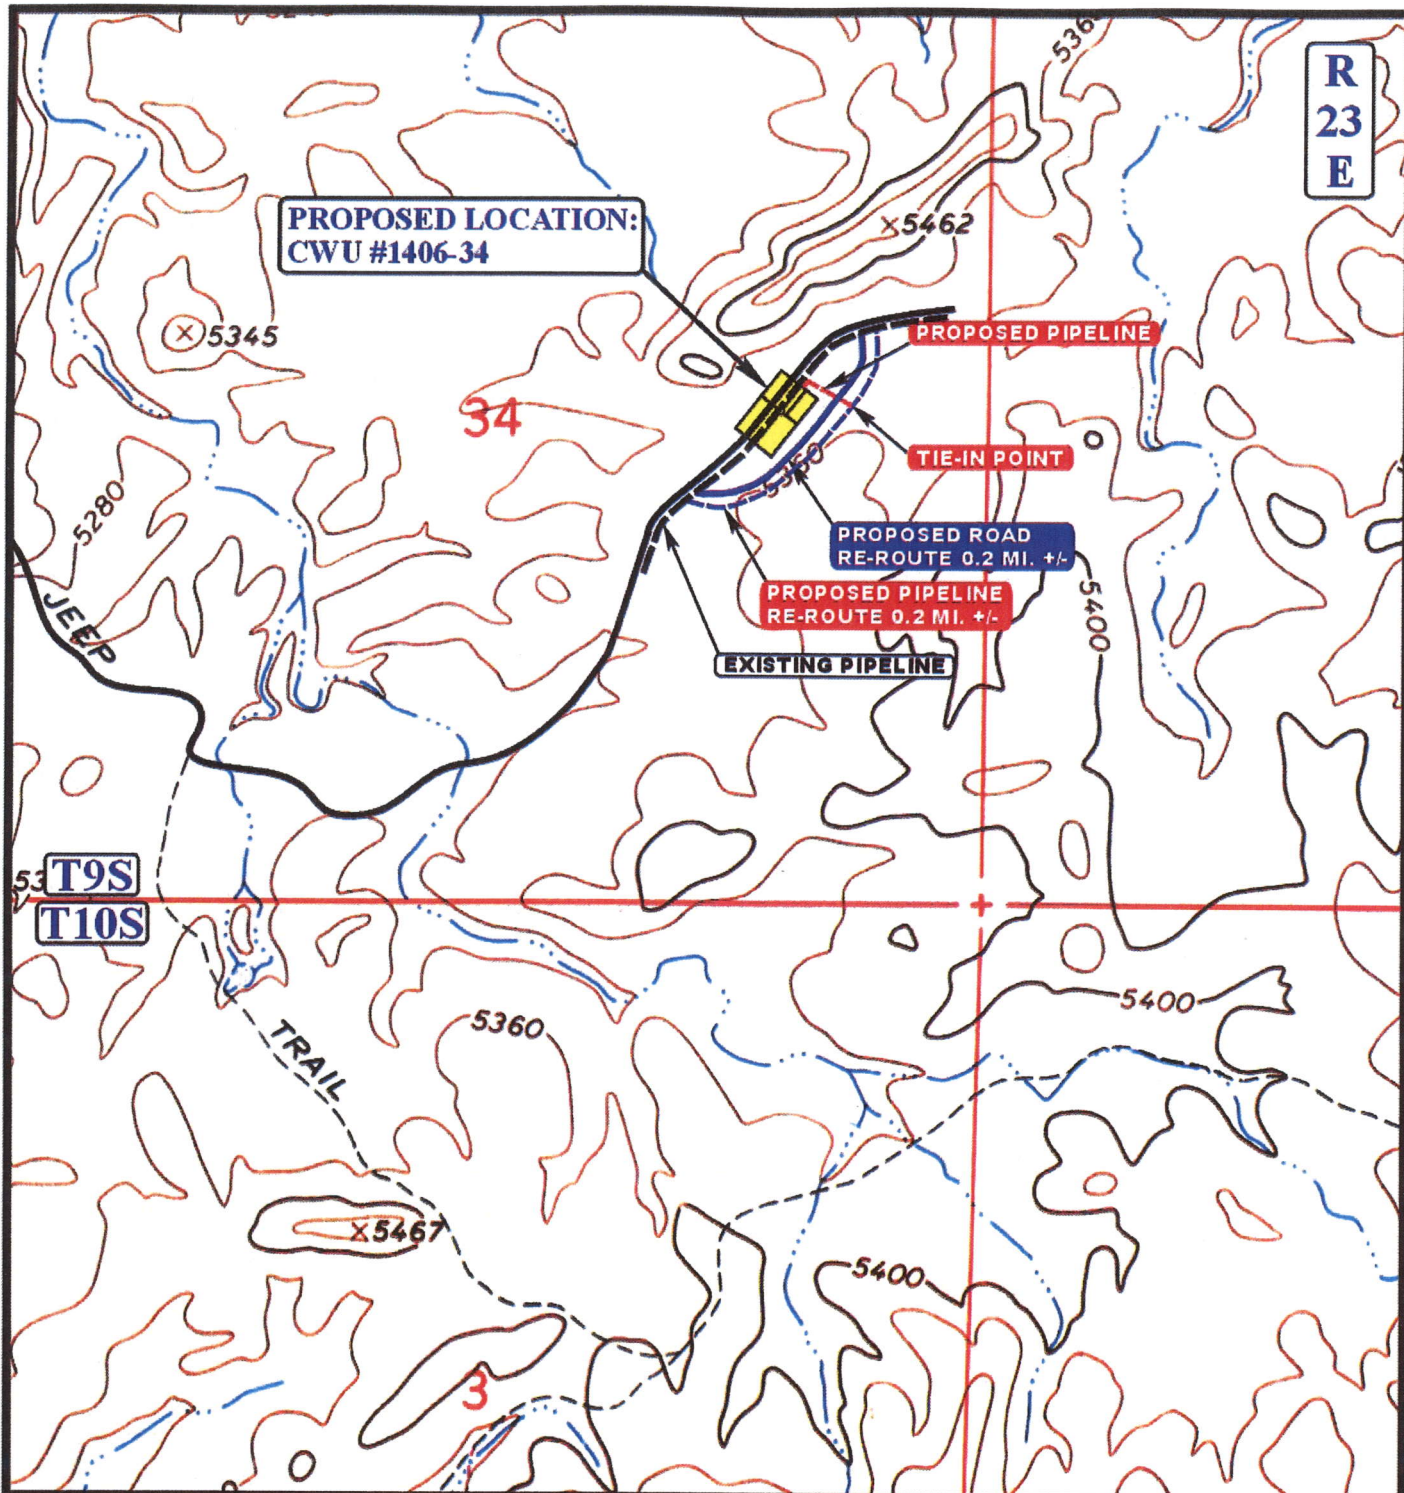 5360
R
23
E
PROPOSED LOCATION:
CWU #1406-34
5462
5345
PROPOSED PIPELINE
34
TIE-IN POINT
5360
5280
PROPOSED ROAD
RE-ROUTE 0.2 MI. +/-
PROPOSED PIPELINE
RE-ROUTE 0.2 MI. +/-
5400
JEEP
EXISTING PIPELINE
T9S
T10S
5400
5360
TRAIL
5467
5400
3